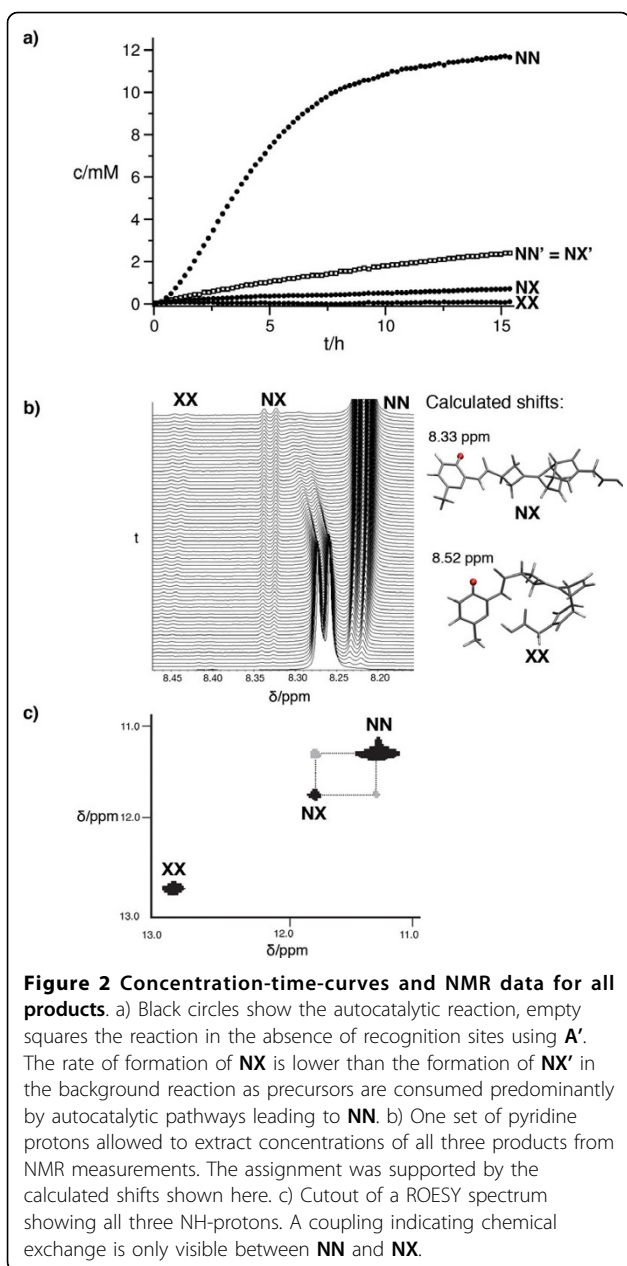 a)
12
10
8
c/mM
6
4
2
0
0
5
10
15
t/h
NN
NN' = NX'
NX
XX
b)
XX
NX
NN
t
8.45
8.40
8.35
8.30
8.25
8.20
δ/ppm
Calculated shifts:
8.33 ppm
NX
8.52 ppm
XX
c)
11.0
δ/ppm 12.0
13.0
NN
NX
XX
13.0
12.0
11.0
δ/ppm
Figure 2 Concentration-time-curves and NMR data for all
products. a) Black circles show the autocatalytic reaction, empty
squares the reaction in the absence of recognition sites using A'.
The rate of formation of NX is lower than the formation of NX' in
the background reaction as precursors are consumed predominantly
by autocatalytic pathways leading to NN. b) One set of pyridine
protons allowed to extract concentrations of all three products from
NMR measurements. The assignment was supported by the
calculated shifts shown here. c) Cutout of a ROESY spectrum
showing all three NH-protons. A coupling indicating chemical
exchange is only visible between NN and NX.